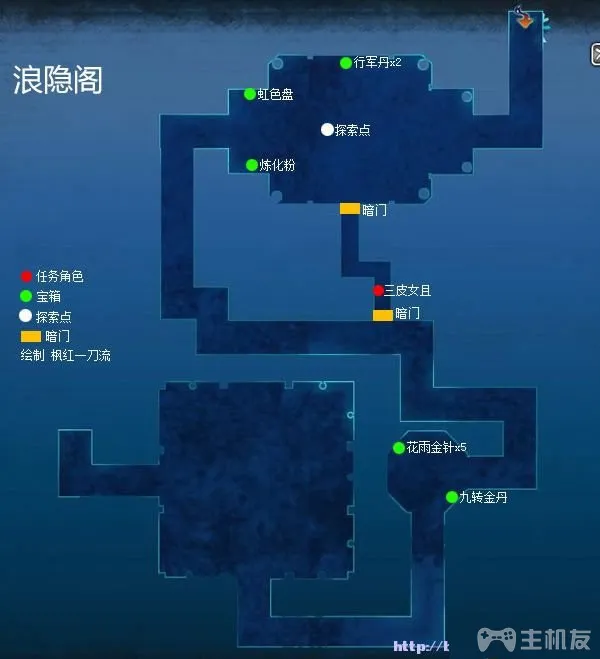 浪隐阁
行军丹x2
虹色盘
探索点
炼化粉
暗门
三皮女且
暗门
任务角色
宝箱
探索点
暗门
绘制 枫红一刀流
花雨金针x5
九转金丹
http://t
主机友